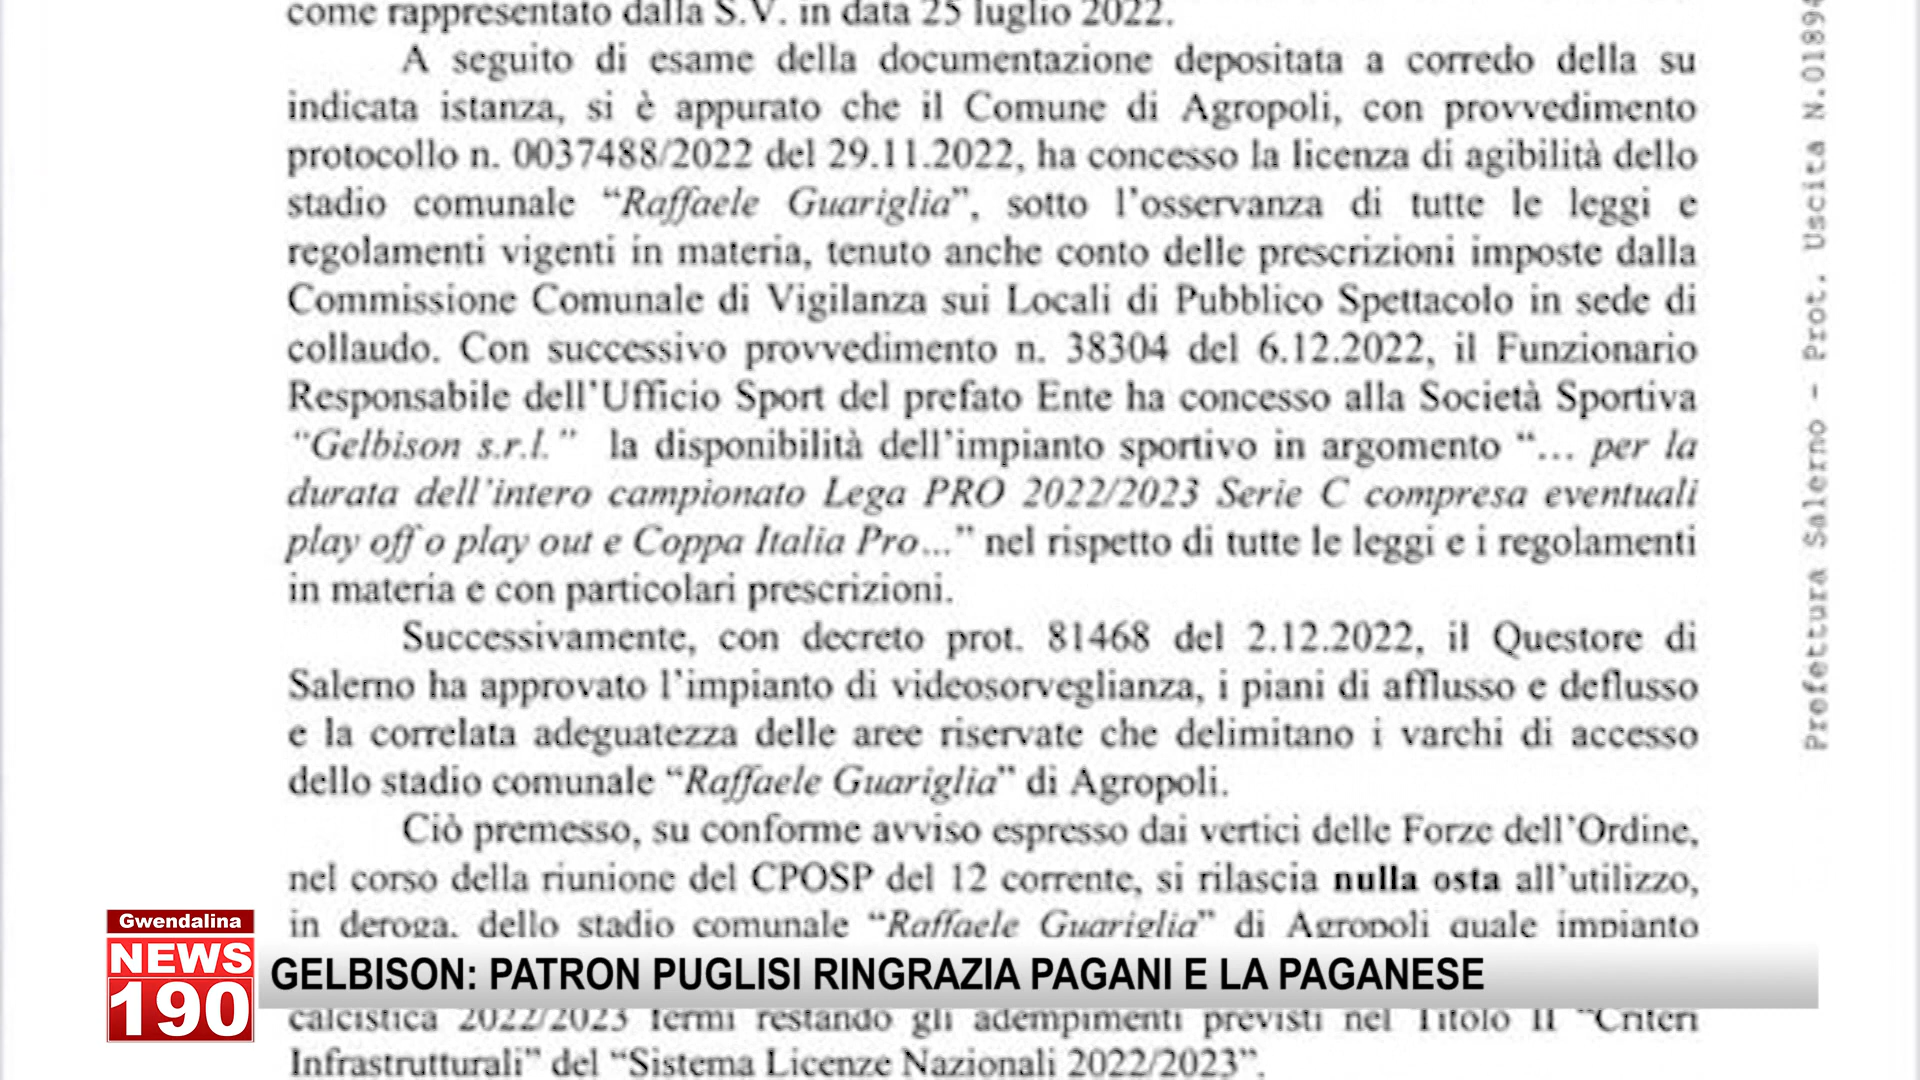 come rappresentato dalla S.V. in data 25 luglio 2022.
A seguito di esame della documentazione depositata a corredo della su
indicata istanza, si è appurato che il Comune di Agropoli, con provvedimento
protocollo n. 0037488/2022 del 29.11.2022, ha concesso la licenza di agibilità dello
stadio comunale “Raffaele Guariglia”, sotto l’osservanza di tutte le leggi e
regolamenti vigenti in materia, tenuto anche conto delle prescrizioni imposte dalla
Commissione Comunale di Vigilanza sui Locali di Pubblico Spettacolo in sede di
collaudo. Con successivo provvedimento n. 38304 del 6.12.2022, il Funzionario
Responsabile dell’Ufficio Sport del prefato Ente ha concesso alla Società Sportiva
“Gelbison s.r.l.” la disponibilità dell’impianto sportivo in argomento “... per la
durata dell’intero campionato Lega PRO 2022/2023 Serie C compresa eventuali
play off o play out e Coppa Italia Pro...” nel rispetto di tutte le leggi e i regolamenti
in materia e con particolari prescrizioni.
Successivamente, con decreto prot. 81468 del 2.12.2022, il Questore di
Salerno ha approvato l’impianto di videosorveglianza, i piani di afflusso e deflusso
e la correlata adeguatezza delle aree riservate che delimitano i varchi di accesso
dello stadio comunale “Raffaele Guariglia” di Agropoli.
Ciò premesso, su conforme avviso espresso dai vertici delle Forze dell’Ordine,
nel corso della riunione del CPOSP del 12 corrente, si rilascia nulla osta all’utilizzo,
in deroga, dello stadio comunale “Raffaele Guariglia” di Agropoli quale impianto
calcistica 2022/2023 fermi restando gli adempimenti previsti nel Titolo II “Criteri
Infrastrutturali” del “Sistema Licenze Nazionali 2022/2023”.
Prefettura Salerno - Prot. Uscita N.01894
Gwendalina
NEWS
190
GELBISON: PATRON PUGLISI RINGRAZIA PAGANI E LA PAGANESE